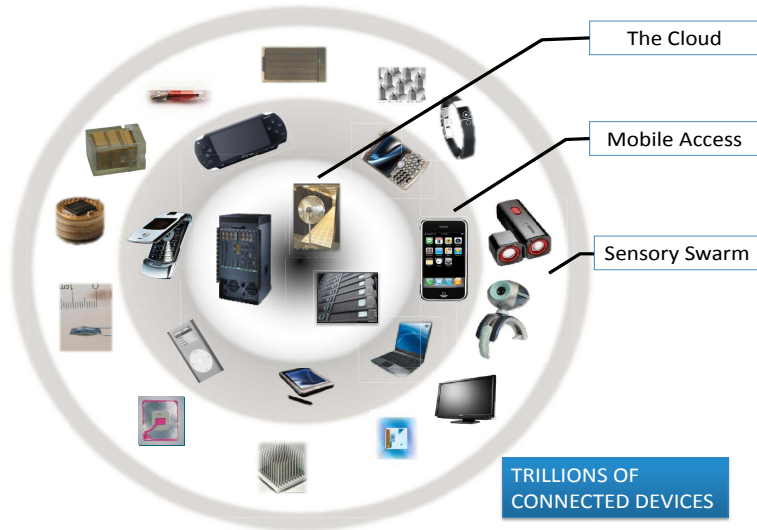 The Cloud
Mobile Access
Sensory Swarm
TRILLIONS OF
CONNECTED DEVICES